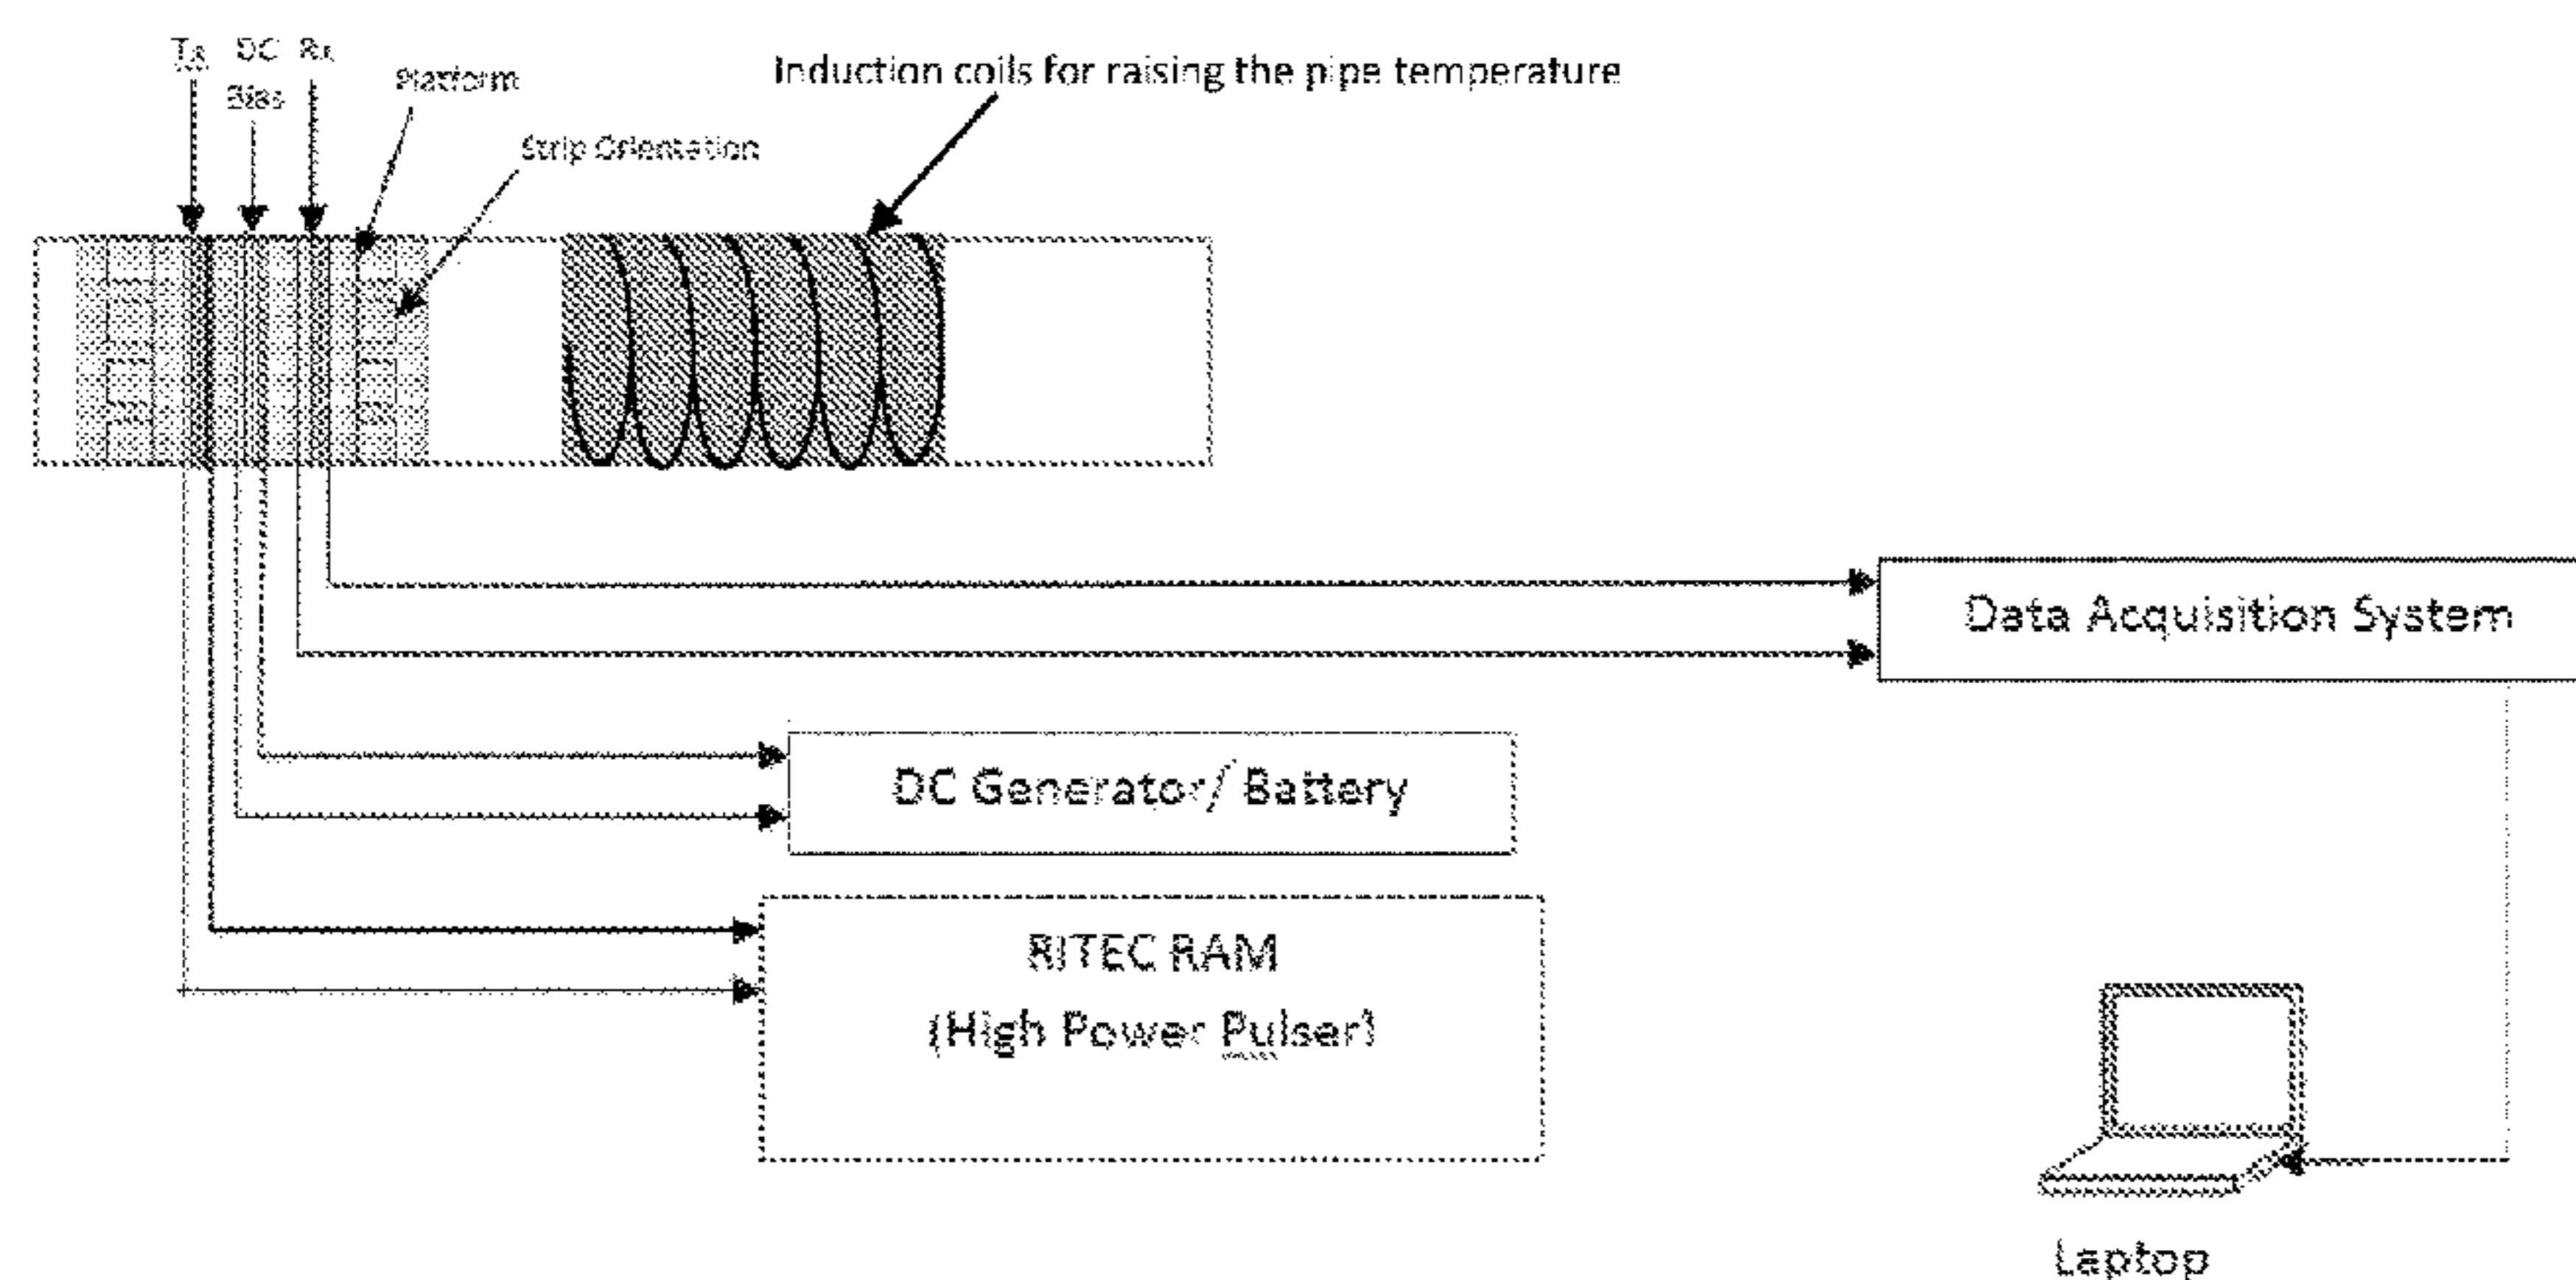 Tx DC Rx
Bias
Platform
Strip Orientation
Induction coils for raising the pipe temperature
Data Acquisition System
DC Generator/ Battery
RITEC RAM
(High Power Pulser)
Laptop